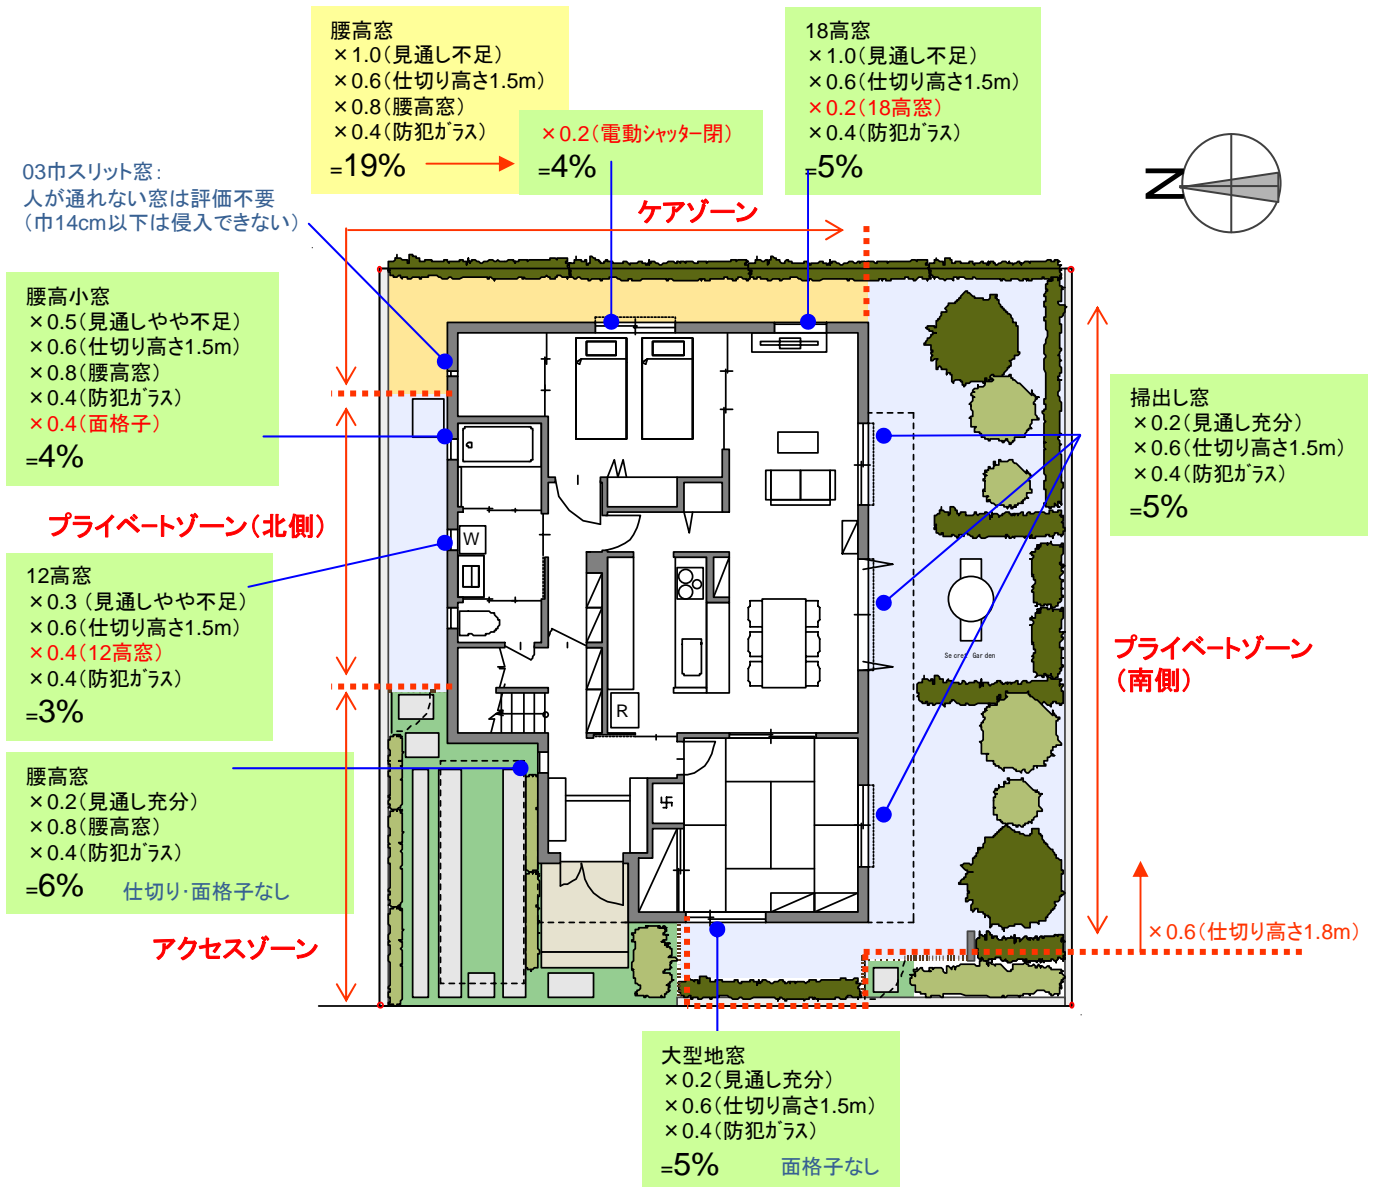 腰高窓
×1.0(見通し不足)
×0.6(仕切り高さ1.5m)
×0.8(腰高窓)
×0.4(防犯ガラス)
=19%
×0.2(電動シャッター閉)
=4%
18高窓
×1.0(見通し不足)
×0.6(仕切り高さ1.5m)
×0.2(18高窓)
×0.4(防犯ガラス)
=5%
03巾スリット窓:
人が通れない窓は評価不要
(巾14cm以下は侵入できない)
ケアゾーン
N
腰高小窓
×0.5(見通しやや不足)
×0.6(仕切り高さ1.5m)
×0.8(腰高窓)
×0.4(防犯ガラス)
×0.4(面格子)
=4%
掃出し窓
×0.2(見通し充分)
×0.6(仕切り高さ1.5m)
×0.4(防犯ガラス)
=5%
プライベートゾーン(北側)
W
12高窓
×0.3 (見通しやや不足)
×0.6(仕切り高さ1.5m)
×0.4(12高窓)
×0.4(防犯ガラス)
=3%
Secret Garden
プライベートゾーン
(南側)
R
腰高窓
×0.2(見通し充分)
×0.8(腰高窓)
×0.4(防犯ガラス)
=6% 仕切り・面格子なし
卐
アクセスゾーン
×0.6(仕切り高さ1.8m)
大型地窓
×0.2(見通し充分)
×0.6(仕切り高さ1.5m)
×0.4(防犯ガラス)
=5% 面格子なし